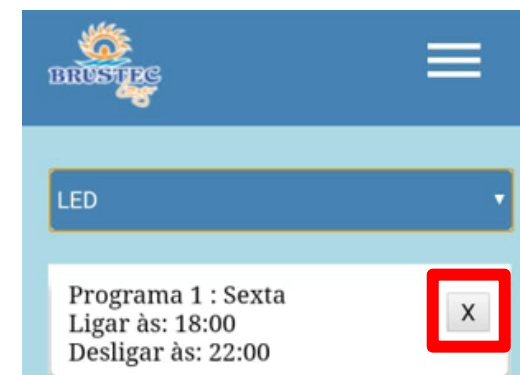 BRUSTEC
LED
Programa 1 : Sexta
Ligar às: 18:00
X
Desligar às: 22:00